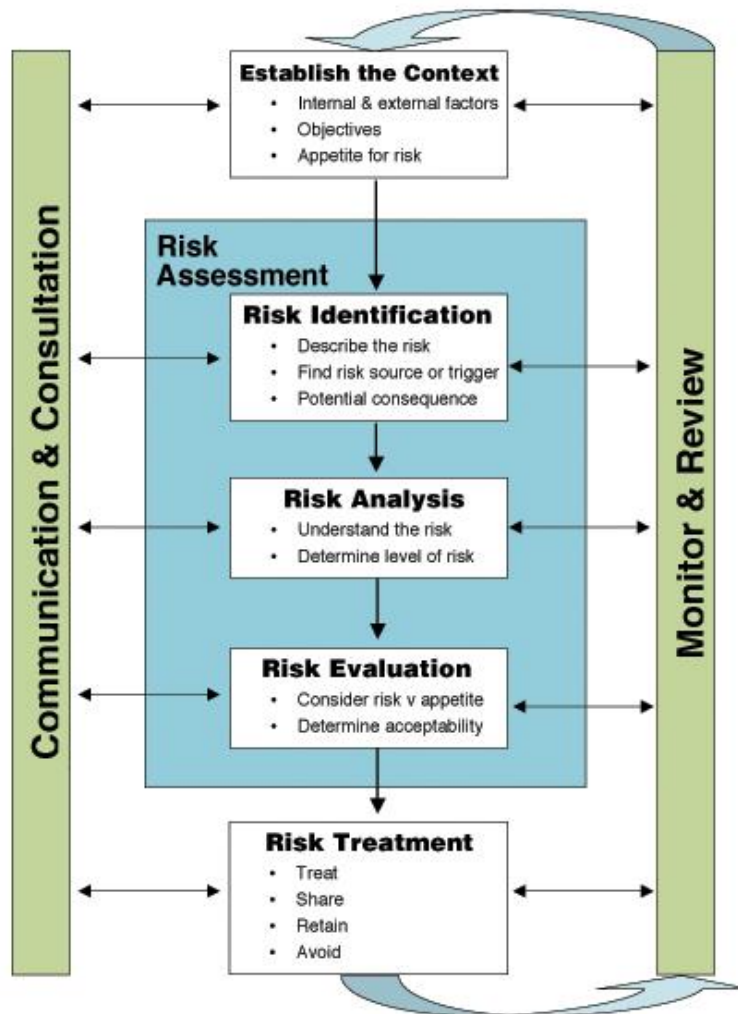 Establish the Context
• Internal & external factors
• Objectives
• Appetite for risk
Communication & Consultation
Monitor & Review
Risk
Assessment
Risk Identification
• Describe the risk
• Find risk source or trigger
• Potential consequence
Risk Analysis
• Understand the risk
• Determine level of risk
Risk Evaluation
• Consider risk v appetite
• Determine acceptability
Risk Treatment
• Treat
• Share
• Retain
• Avoid